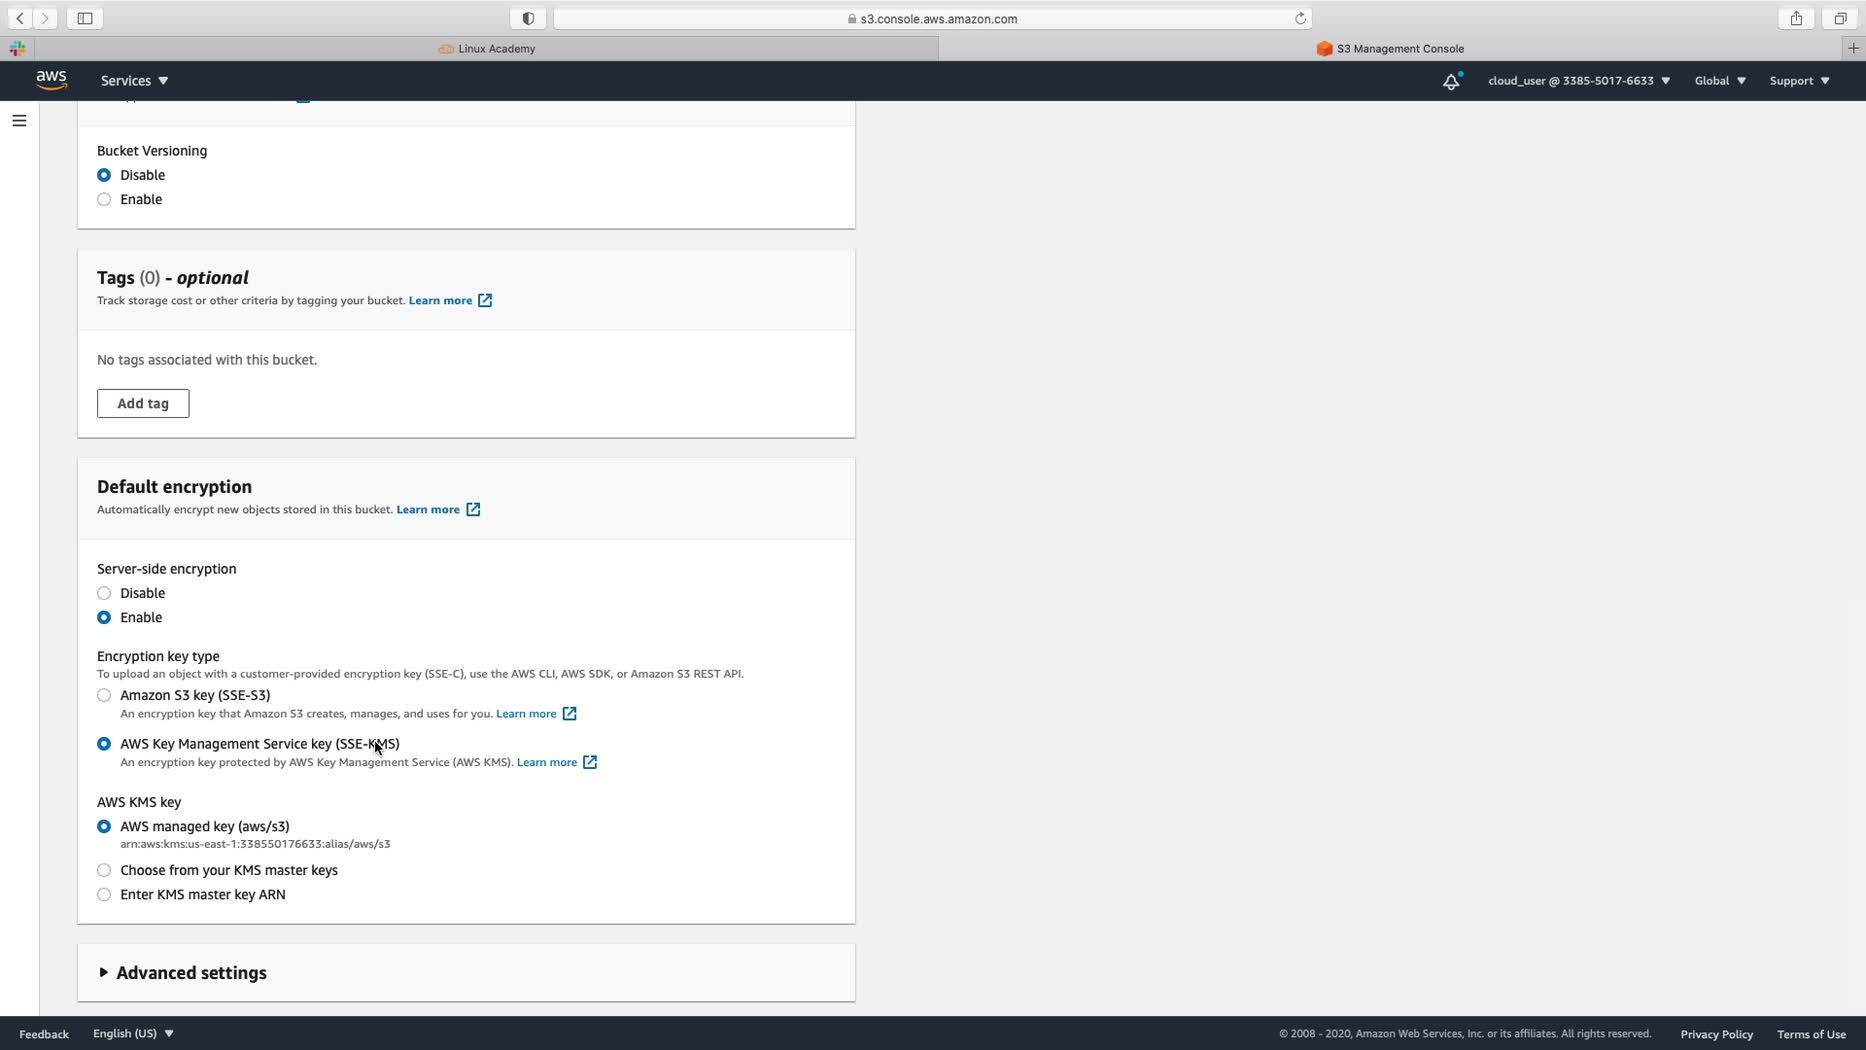 s3.console.aws.amazon.com
Linux Academy
S3 Management Console
aws
Services
cloud_user @ 3385-5017-6633
Global
Support
Bucket Versioning
Disable
Enable
Tags (0) - optional
Track storage cost or other criteria by tagging your bucket. Learn more
No tags associated with this bucket.
Add tag
Default encryption
Automatically encrypt new objects stored in this bucket. Learn more
Server-side encryption
Disable
Enable
Encryption key type
To upload an object with a customer-provided encryption key (SSE-C), use the AWS CLI, AWS SDK, or Amazon S3 REST API.
Amazon S3 key (SSE-S3)
An encryption key that Amazon S3 creates, manages, and uses for you. Learn more
AWS Key Management Service key (SSE-KMS)
An encryption key protected by AWS Key Management Service (AWS KMS). Learn more
AWS KMS key
AWS managed key (aws/s3)
arn:aws:kms:us-east-1:338550176633:alias/aws/s3
Choose from your KMS master keys
Enter KMS master key ARN
Advanced settings
Feedback
English (US)
© 2008 - 2020, Amazon Web Services, Inc. or its affiliates. All rights reserved.
Privacy Policy
Terms of Use